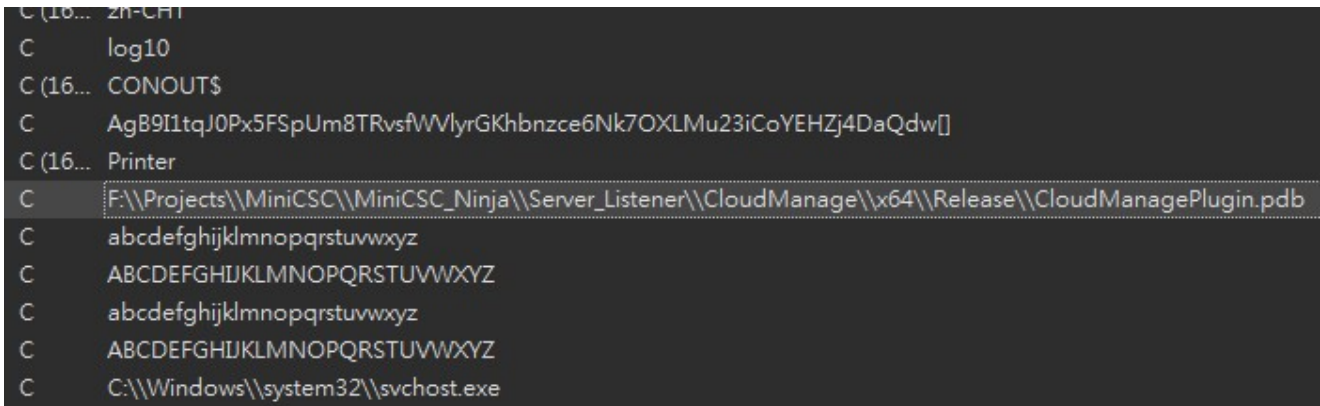 C (16... zh-CHT
C log10
C (16... CONOUT$
C AgB9I1tqJ0Px5FSpUm8TRvsfWVlyrGKhbnzce6Nk7OXLMu23iCoYEHZj4DaQdw[]
C (16... Printer
C F:\\Projects\\MiniCSC\\MiniCSC_Ninja\\Server_Listener\\CloudManage\\x64\\Release\\CloudManagePlugin.pdb
C abcdefghijklmnopqrstuvwxyz
C ABCDEFGHIJKLMNOPQRSTUVWXYZ
C abcdefghijklmnopqrstuvwxyz
C ABCDEFGHIJKLMNOPQRSTUVWXYZ
C C:\\Windows\\system32\\svchost.exe